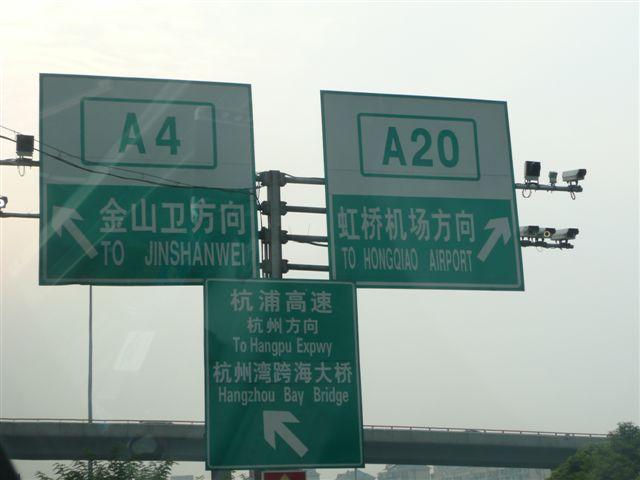 A4
金山卫方向
TO JINSHANWEI
A20
虹桥机场方向
TO HONGQIAO AIRPORT
杭浦高速
杭州方向
To Hangpu Expwy
杭州湾跨海大桥
Hangzhou Bay Bridge